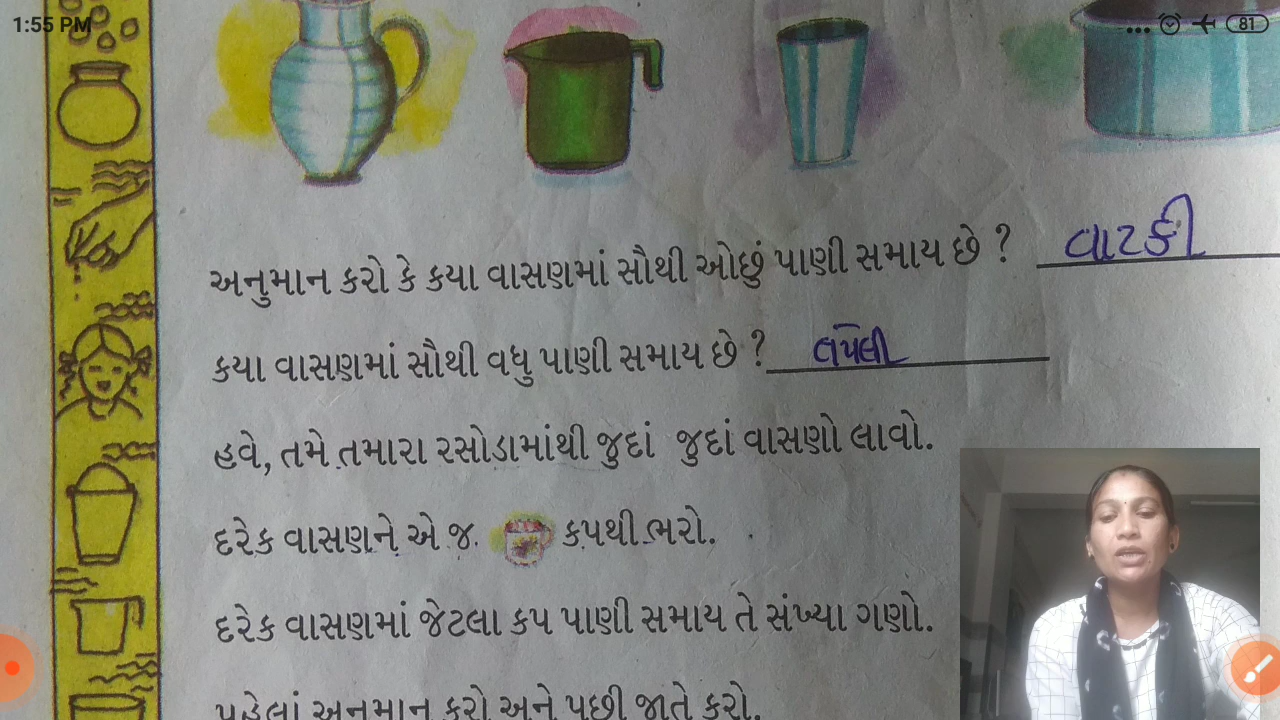 1:55 PM
81
અનુમાન કરો કે કયા વાસણમાં સૌથી ઓછું પાણી સમાય છે ? વાટકી
કયા વાસણમાં સૌથી વધુ પાણી સમાય છે ? તપેલી
હવે, તમે તમારા રસોડામાંથી જુદાં જુદાં વાસણો લાવો.
દરેક વાસણને એ જ કપથી ભરો.
દરેક વાસણમાં જેટલા કપ પાણી સમાય તે સંખ્યા ગણો.
પહેલાં અનુમાન કરો અને પછી જાતે કરો.